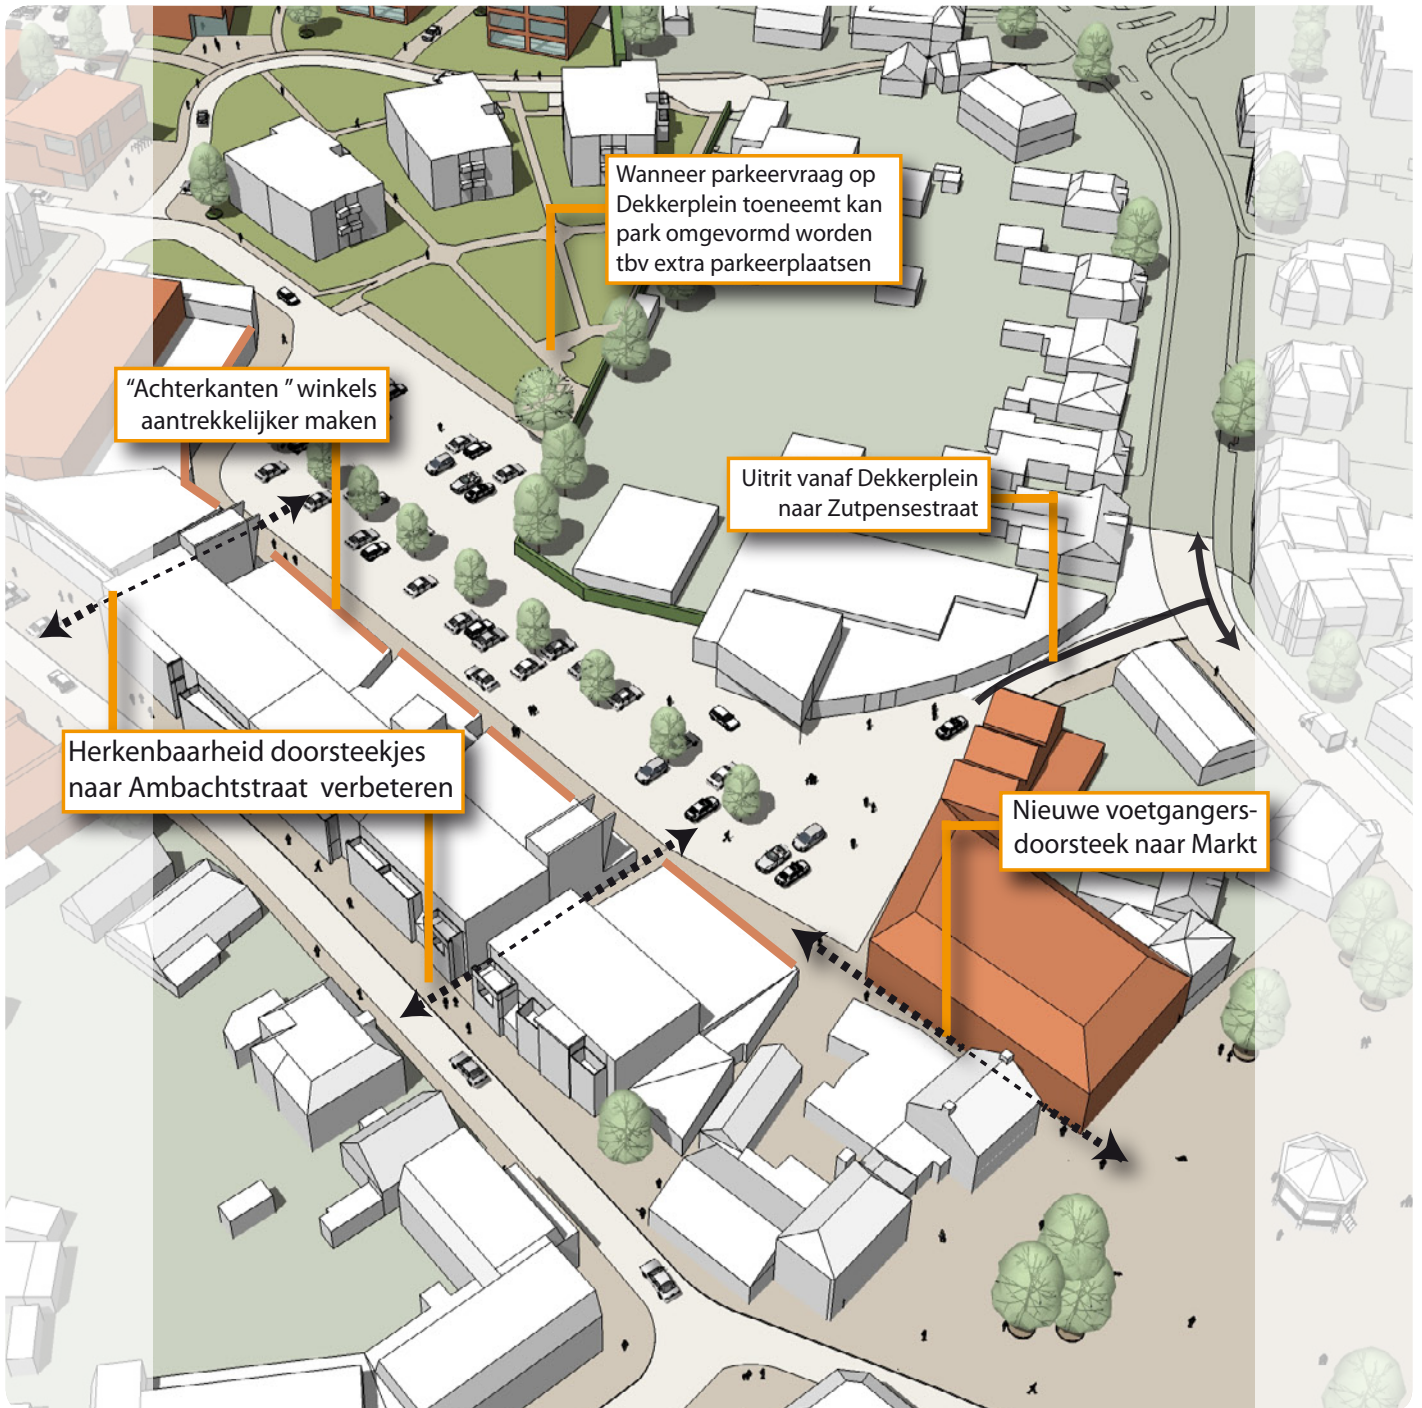 Wanneer parkeervraag op
Dekkerplein toeneemt kan
park omgevormd worden
tbv extra parkeerplaatsen
“Achterkanten ” winkels
aantrekkelijker maken
Uitrit vanaf Dekkerplein
naar Zutpensestraat
Herkenbaarheid doorsteekjes
naar Ambachtstraat verbeteren
Nieuwe voetgangers-
doorsteek naar Markt